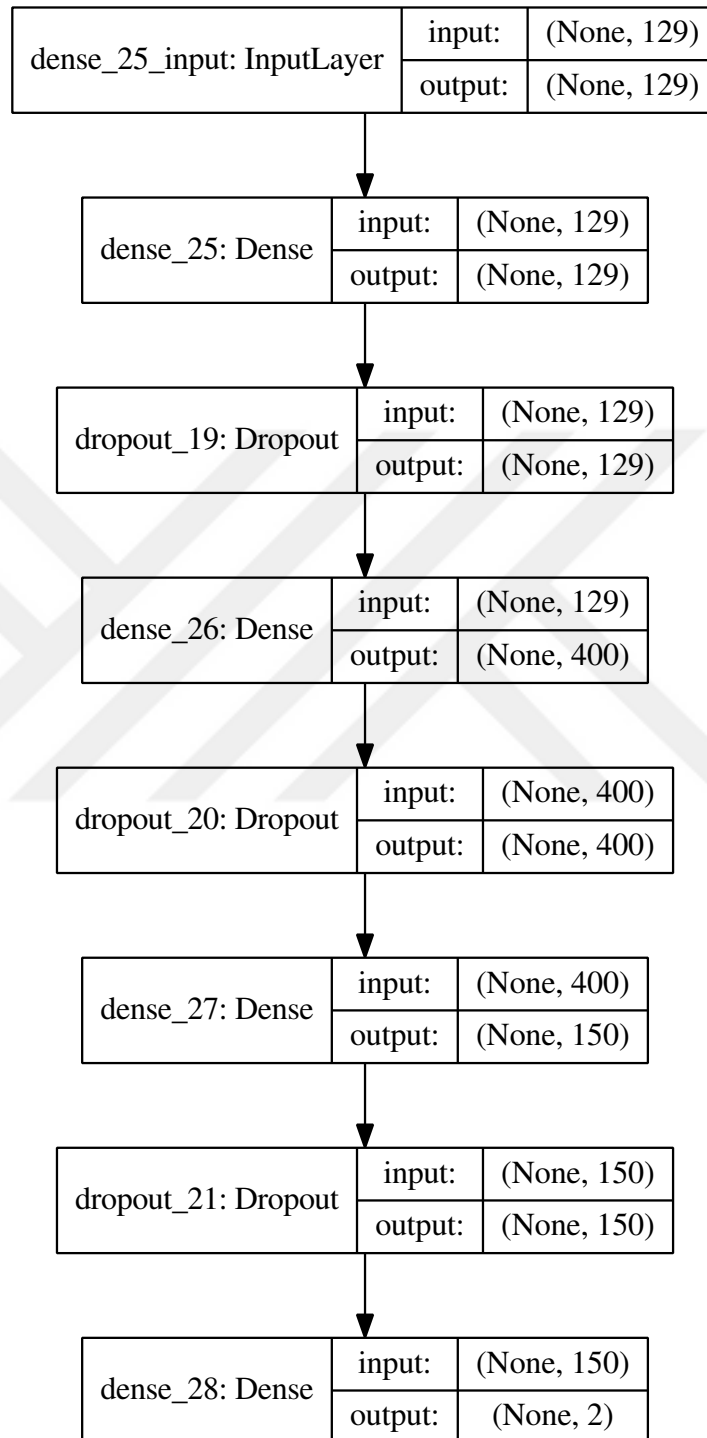 dense_25_input: InputLayer input: (None, 129)
output: (None, 129)
dense_25: Dense input: (None, 129)
output: (None, 129)
dropout_19: Dropout input: (None, 129)
output: (None, 129)
dense_26: Dense input: (None, 129)
output: (None, 400)
dropout_20: Dropout input: (None, 400)
output: (None, 400)
dense_27: Dense input: (None, 400)
output: (None, 150)
dropout_21: Dropout input: (None, 150)
output: (None, 150)
dense_28: Dense input: (None, 150)
output: (None, 2)